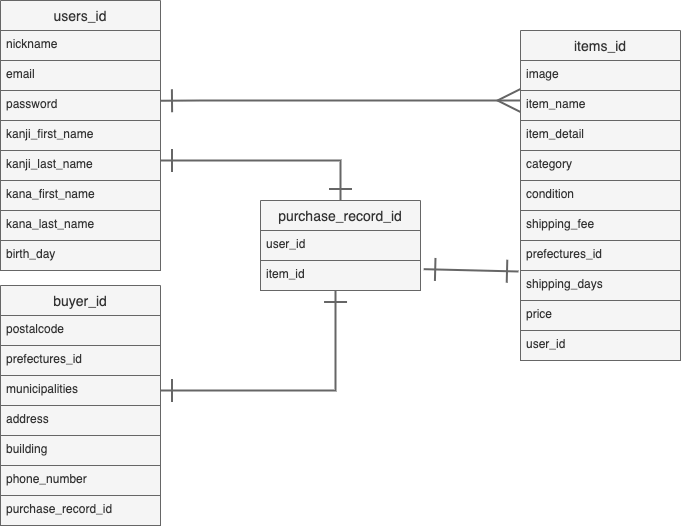 users_id
nickname
email
password
kanji_first_name
kanji_last_name
kana_first_name
kana_last_name
birth_day
items_id
image
item_name
item_detail
category
condition
shipping_fee
prefectures_id
shipping_days
price
user_id
purchase_record_id
user_id
item_id
buyer_id
postalcode
prefectures_id
municipalities
address
building
phone_number
purchase_record_id